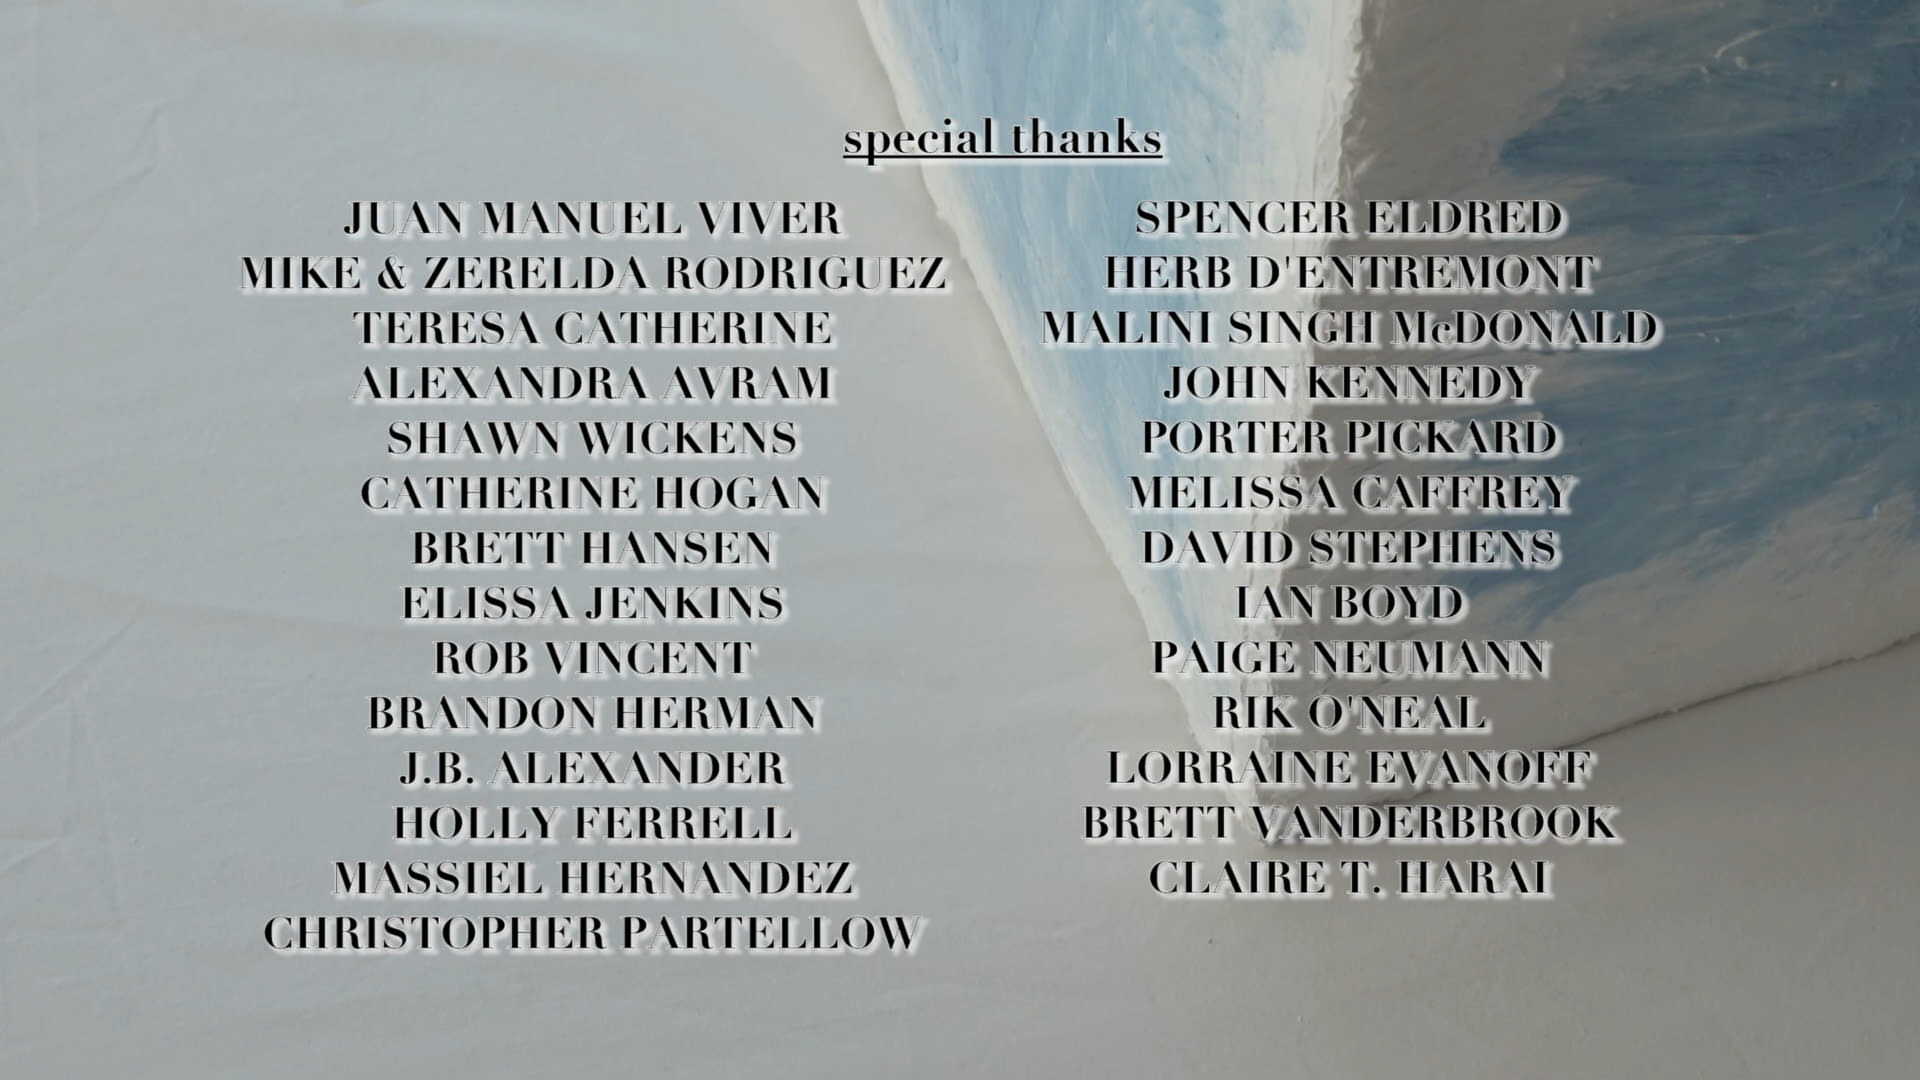 special thanks
JUAN MANUEL VIVER
MIKE & ZERELDA RODRIGUEZ
TERESA CATHERINE
ALEXANDRA AVRAM
SHAWN WICKENS
CATHERINE HOGAN
BRETT HANSEN
ELISSA JENKINS
ROB VINCENT
BRANDON HERMAN
J.B. ALEXANDER
HOLLY FERRELL
MASSIEL HERNANDEZ
CHRISTOPHER PARTELLOW
SPENCER ELDRED
HERB D'ENTREMONT
MALINI SINGH McDONALD
JOHN KENNEDY
PORTER PICKARD
MELISSA CAFFREY
DAVID STEPHENS
IAN BOYD
PAIGE NEUMANN
RIK O'NEAL
LORRAINE EVANOFF
BRETT VANDERBROOK
CLAIRE T. HARAI